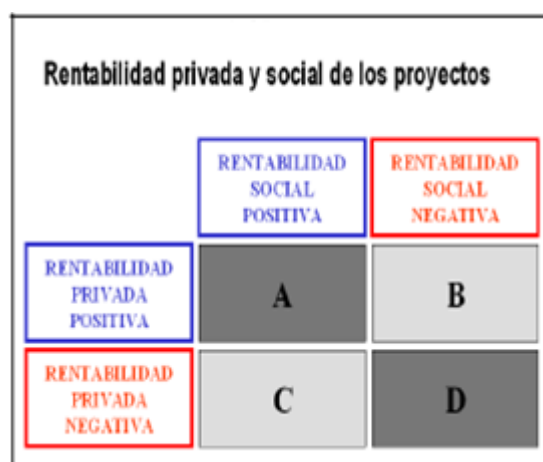 Rentabilidad privada y social de los proyectos
RENTABILIDAD
SOCIAL
POSITIVA
RENTABILIDAD
SOCIAL
NEGATIVA
RENTABILIDAD
PRIVADA
POSITIVA
A
B
RENTABILIDAD
PRIVADA
NEGATIVA
C
D